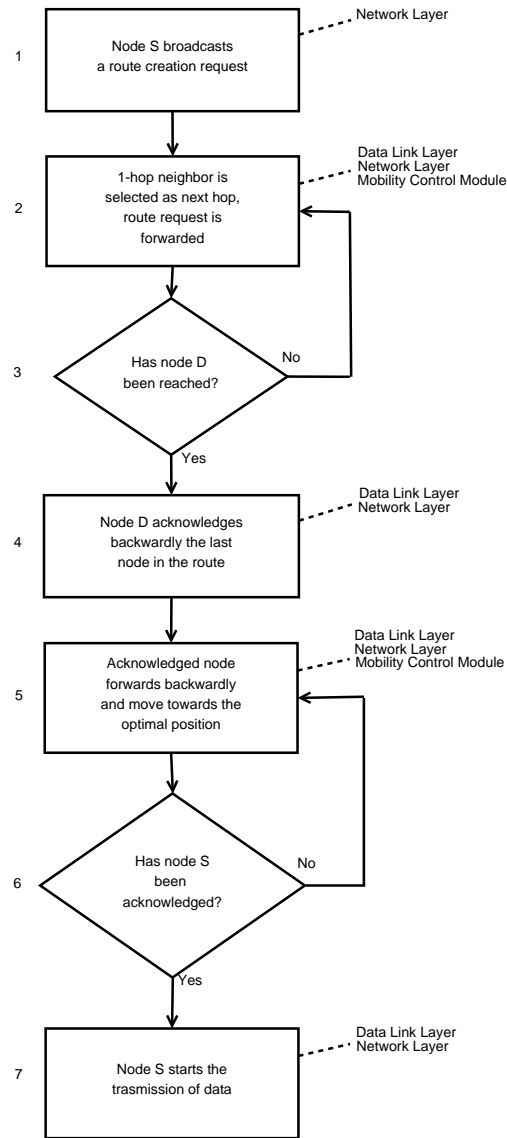 Network Layer
1
Node S broadcasts
a route creation request
Data Link Layer
Network Layer
Mobility Control Module
2
1-hop neighbor is
selected as next hop,
route request is
forwarded
3
Has node D
been reached?
No
Yes
Data Link Layer
Network Layer
4
Node D acknowledges
backwardly the last
node in the route
Data Link Layer
Network Layer
Mobility Control Module
5
Acknowledged node
forwards backwardly
and move towards the
optimal position
6
Has node S
been
acknowledged?
No
Yes
Data Link Layer
Network Layer
7
Node S starts the
trasmission of data